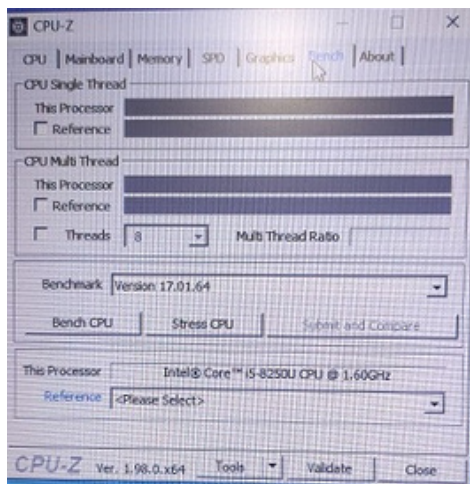 CPU-Z
CPU Mainboard Memory SPD Graphics Bench About
CPU Single Thread
This Processor
Reference
CPU Multi Thread
This Processor
Reference
Threads 8 Multi Thread Ratio
Benchmark Version 17.01.64
Bench CPU Stress CPU Submit and Compare
This Processor Intel® Core™ i5-8250U CPU @ 1.60GHz
Reference <Please Select>
CPU-Z Ver. 1.98.0.x64 Tools Validate Close